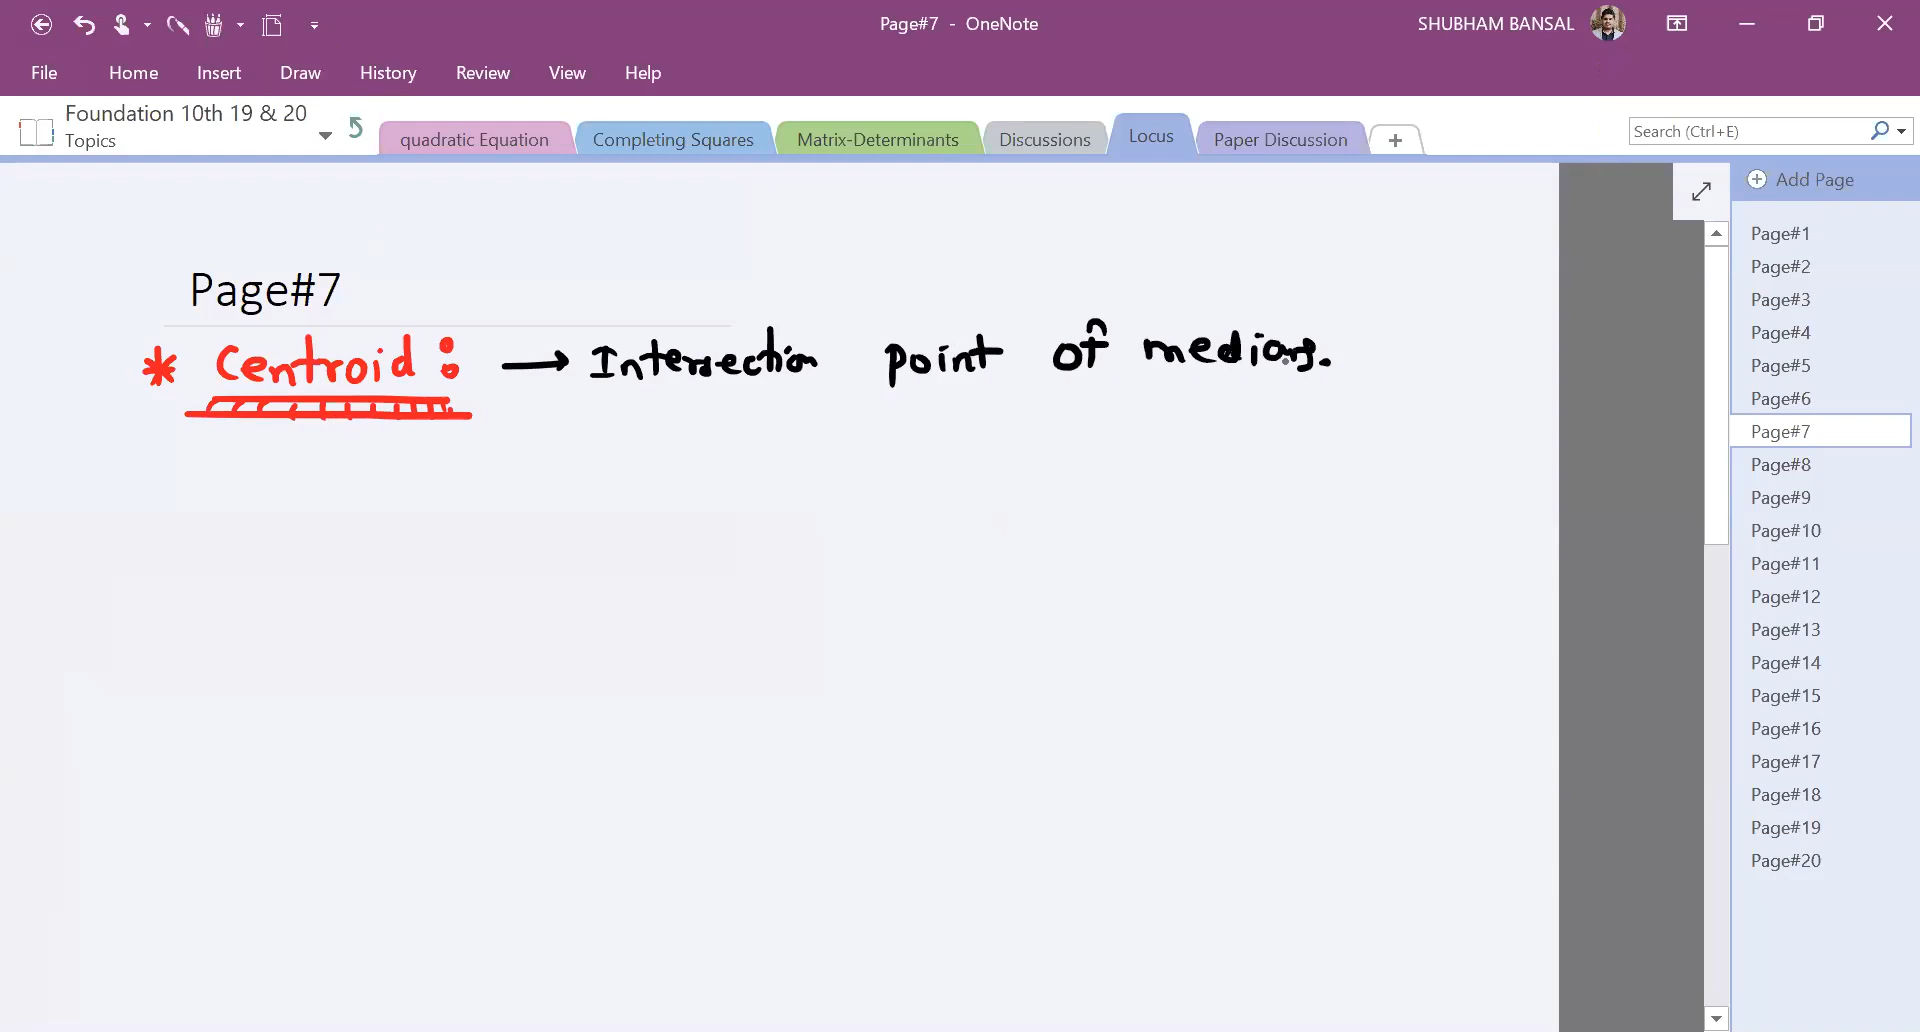 Page#7 - OneNote
SHUBHAM BANSAL
File Home Insert Draw History Review View Help
Foundation 10th 19 & 20
Topics
quadratic Equation Completing Squares Matrix-Determinants Discussions Locus Paper Discussion +
Search (Ctrl+E)
Add Page
Page#7
* Centroid : → Intersection point of medians.
Page#1
Page#2
Page#3
Page#4
Page#5
Page#6
Page#7
Page#8
Page#9
Page#10
Page#11
Page#12
Page#13
Page#14
Page#15
Page#16
Page#17
Page#18
Page#19
Page#20